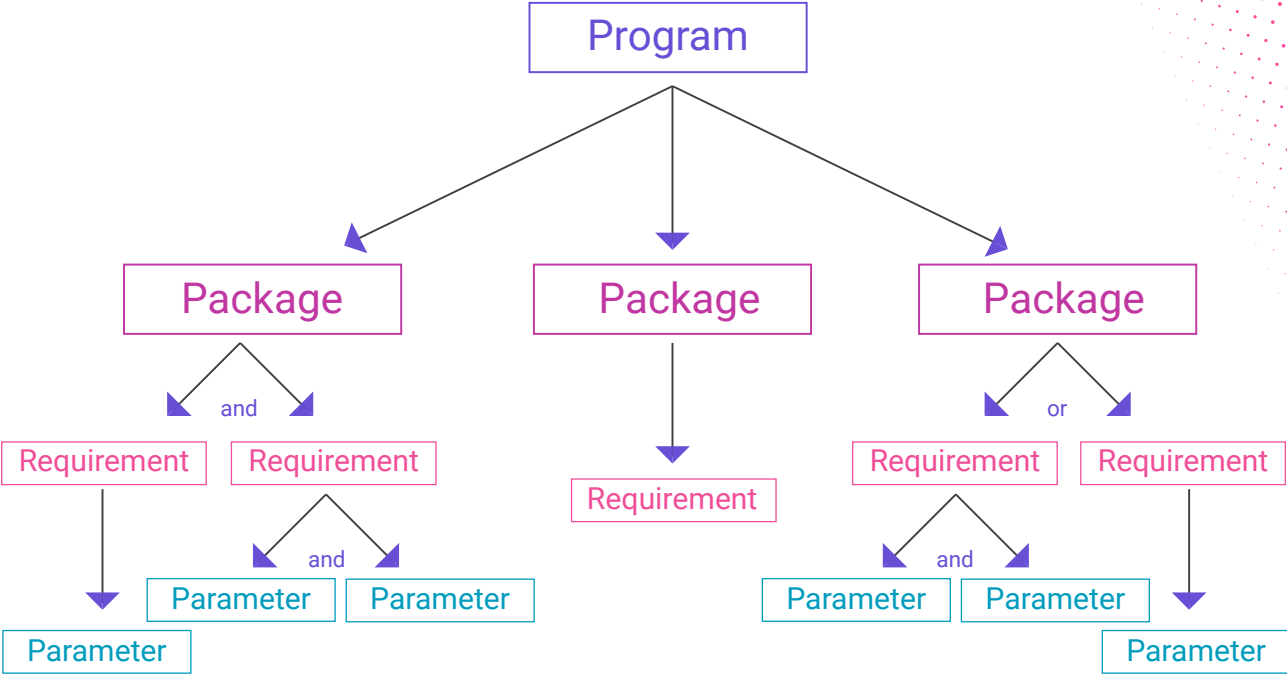 Program
Package
Package
Package
and
or
Requirement
Requirement
Requirement
Requirement
Requirement
and
and
Parameter
Parameter
Parameter
Parameter
Parameter
Parameter